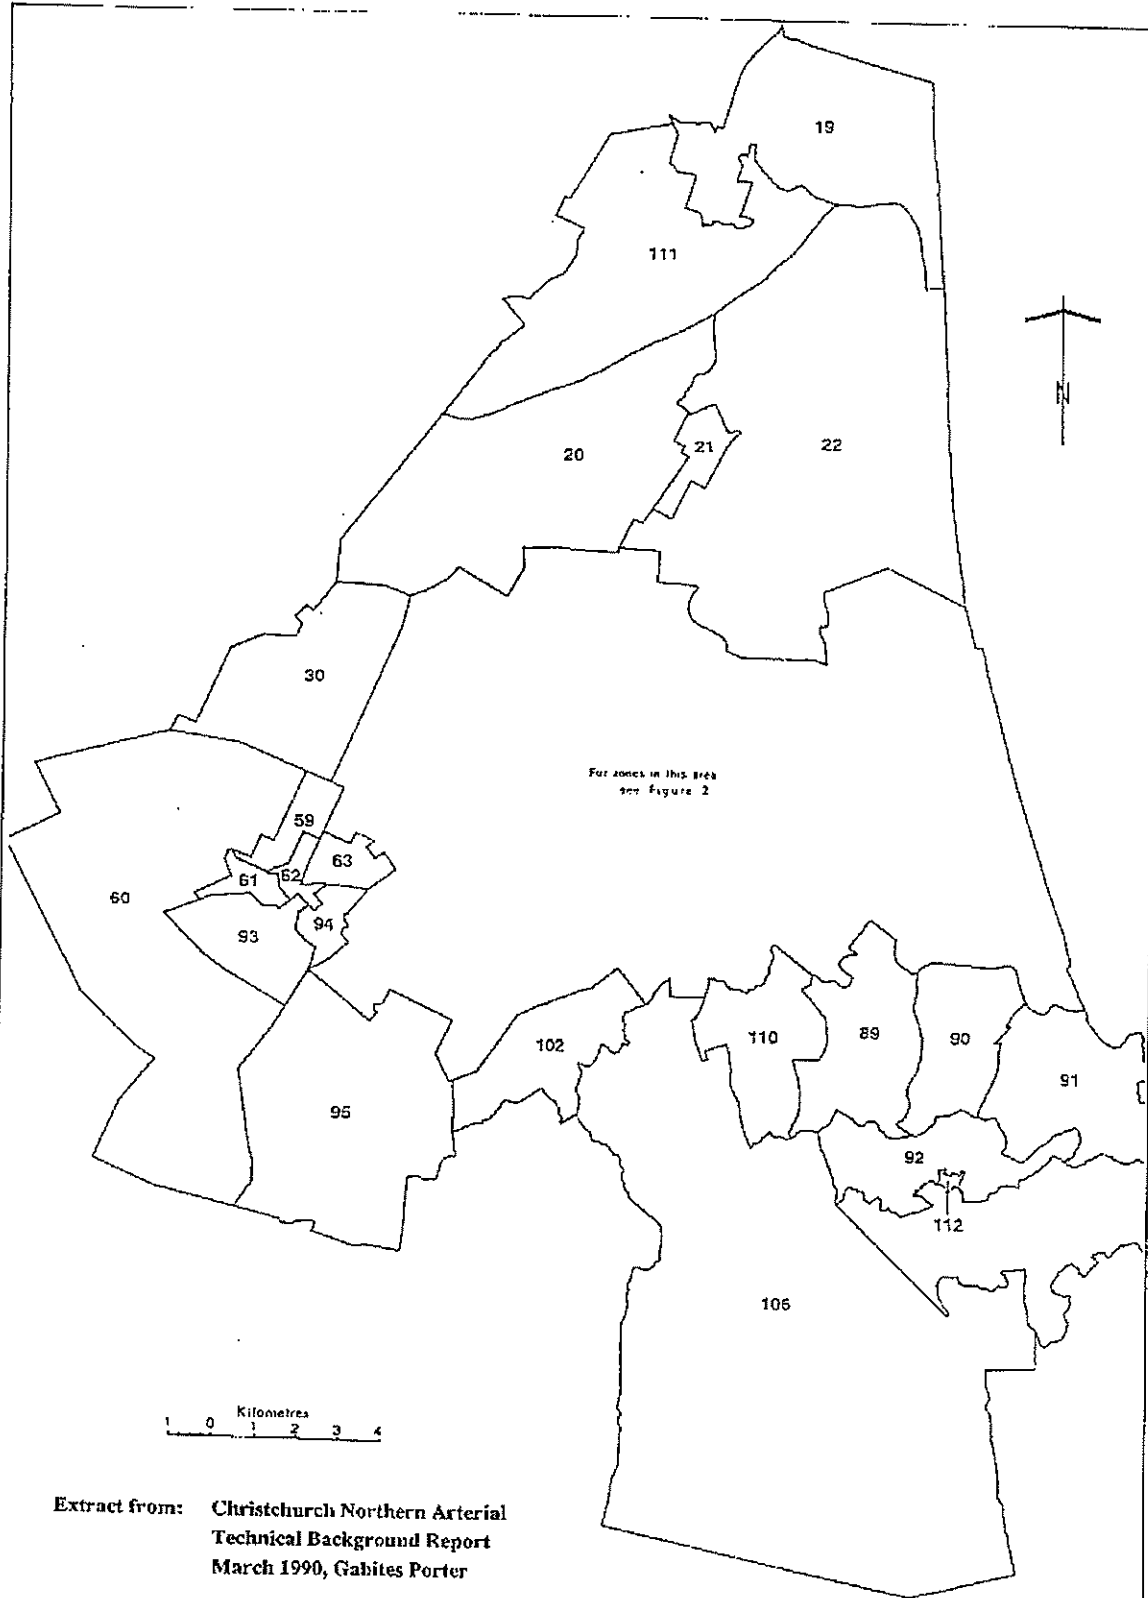 19
111
N
20
21
22
30
For zones in this area
see Figure 2
59
63
62
61
60
94
93
102
110
89
90
91
95
92
112
106
Kilometres
1 0 1 2 3 4
Extract from: Christchurch Northern Arterial
Technical Background Report
March 1990, Gabites Porter